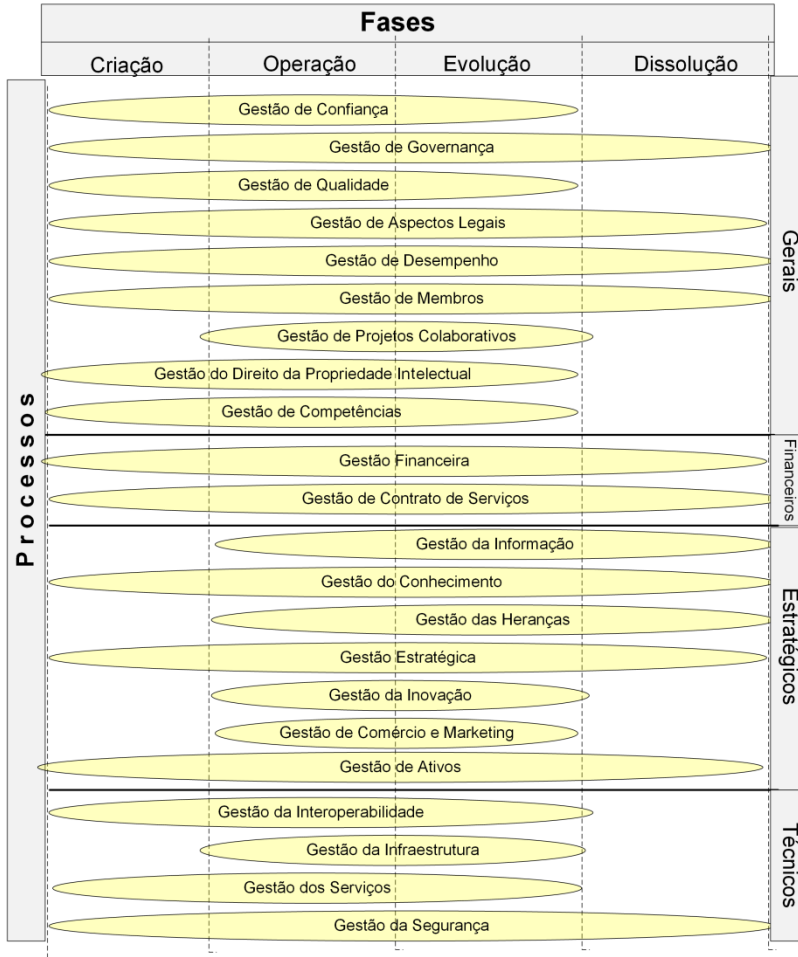 Fases
Criação Operação Evolução Dissolução
Processos
Gerais
Gestão de Confiança
Gestão de Governança
Gestão de Qualidade
Gestão de Aspectos Legais
Gestão de Desempenho
Gestão de Membros
Gestão de Projetos Colaborativos
Gestão do Direito da Propriedade Intelectual
Gestão de Competências
Financeiros
Gestão Financeira
Gestão de Contrato de Serviços
Estratégicos
Gestão da Informação
Gestão do Conhecimento
Gestão das Heranças
Gestão Estratégica
Gestão da Inovação
Gestão de Comércio e Marketing
Gestão de Ativos
Técnicos
Gestão da Interoperabilidade
Gestão da Infraestrutura
Gestão dos Serviços
Gestão da Segurança